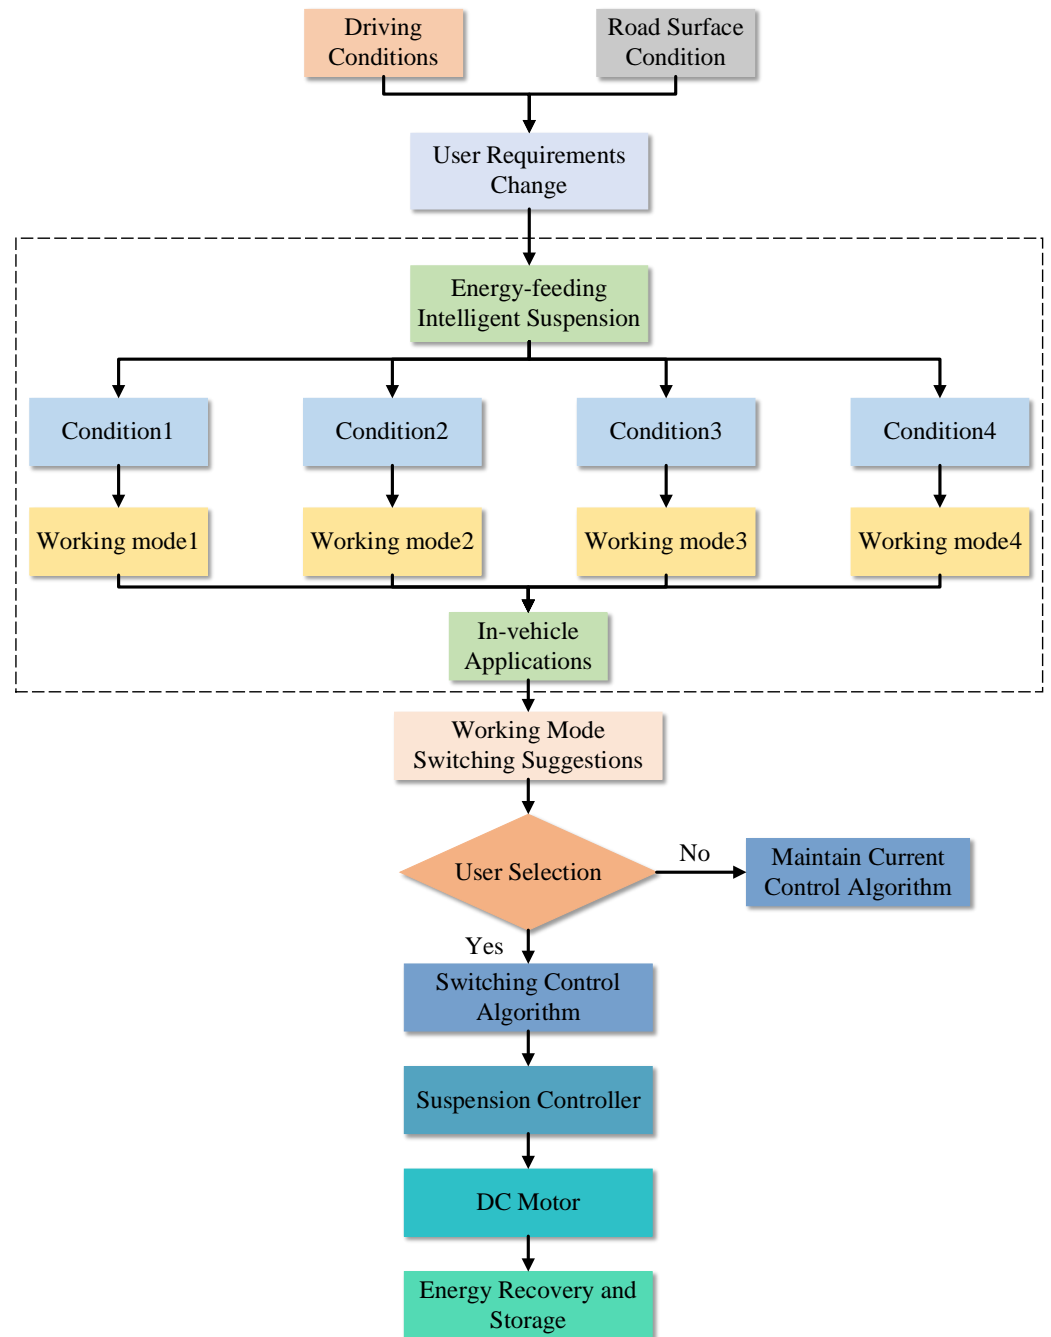 Driving
Conditions
Road Surface
Condition
User Requirements
Change
Energy-feeding
Intelligent Suspension
Condition1
Condition2
Condition3
Condition4
Working mode1
Working mode2
Working mode3
Working mode4
In-vehicle
Applications
Working Mode
Switching Suggestions
User Selection
No
Maintain Current
Control Algorithm
Yes
Switching Control
Algorithm
Suspension Controller
DC Motor
Energy Recovery and
Storage